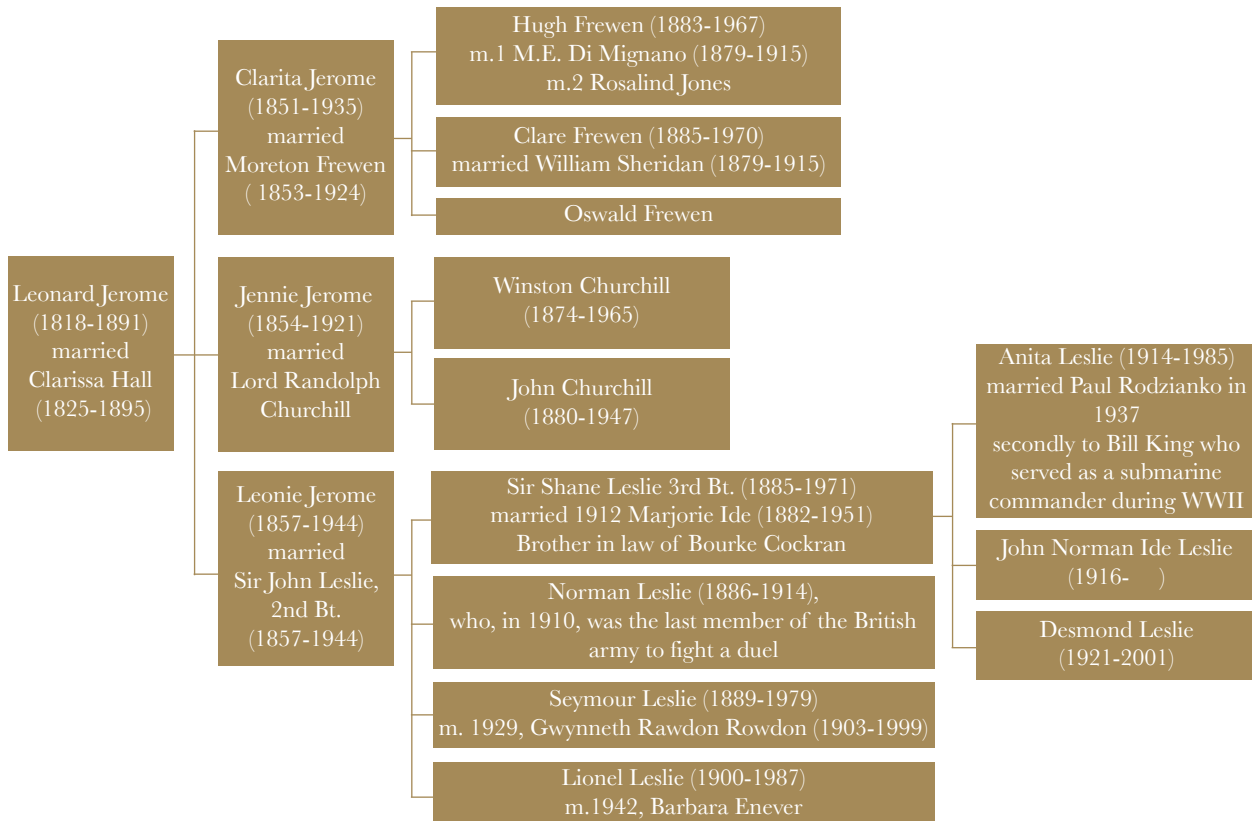 Leonard Jerome
(1818-1891)
married
Clarissa Hall
(1825-1895)
Clarita Jerome
(1851-1935)
married
Moreton Frewen
( 1853-1924)
Hugh Frewen (1883-1967)
m.1 M.E. Di Mignano (1879-1915)
m.2 Rosalind Jones
Clare Frewen (1885-1970)
married William Sheridan (1879-1915)
Oswald Frewen
Jennie Jerome
(1854-1921)
married
Lord Randolph
Churchill
Winston Churchill
(1874-1965)
John Churchill
(1880-1947)
Leonie Jerome
(1857-1944)
married
Sir John Leslie,
2nd Bt.
(1857-1944)
Sir Shane Leslie 3rd Bt. (1885-1971)
married 1912 Marjorie Ide (1882-1951)
Brother in law of Bourke Cockran
Norman Leslie (1886-1914),
who, in 1910, was the last member of the British
army to fight a duel
Seymour Leslie (1889-1979)
m. 1929, Gwynneth Rawdon Rowdon (1903-1999)
Lionel Leslie (1900-1987)
m.1942, Barbara Enever
Anita Leslie (1914-1985)
married Paul Rodzianko in
1937
secondly to Bill King who
served as a submarine
commander during WWII
John Norman Ide Leslie
(1916- )
Desmond Leslie
(1921-2001)